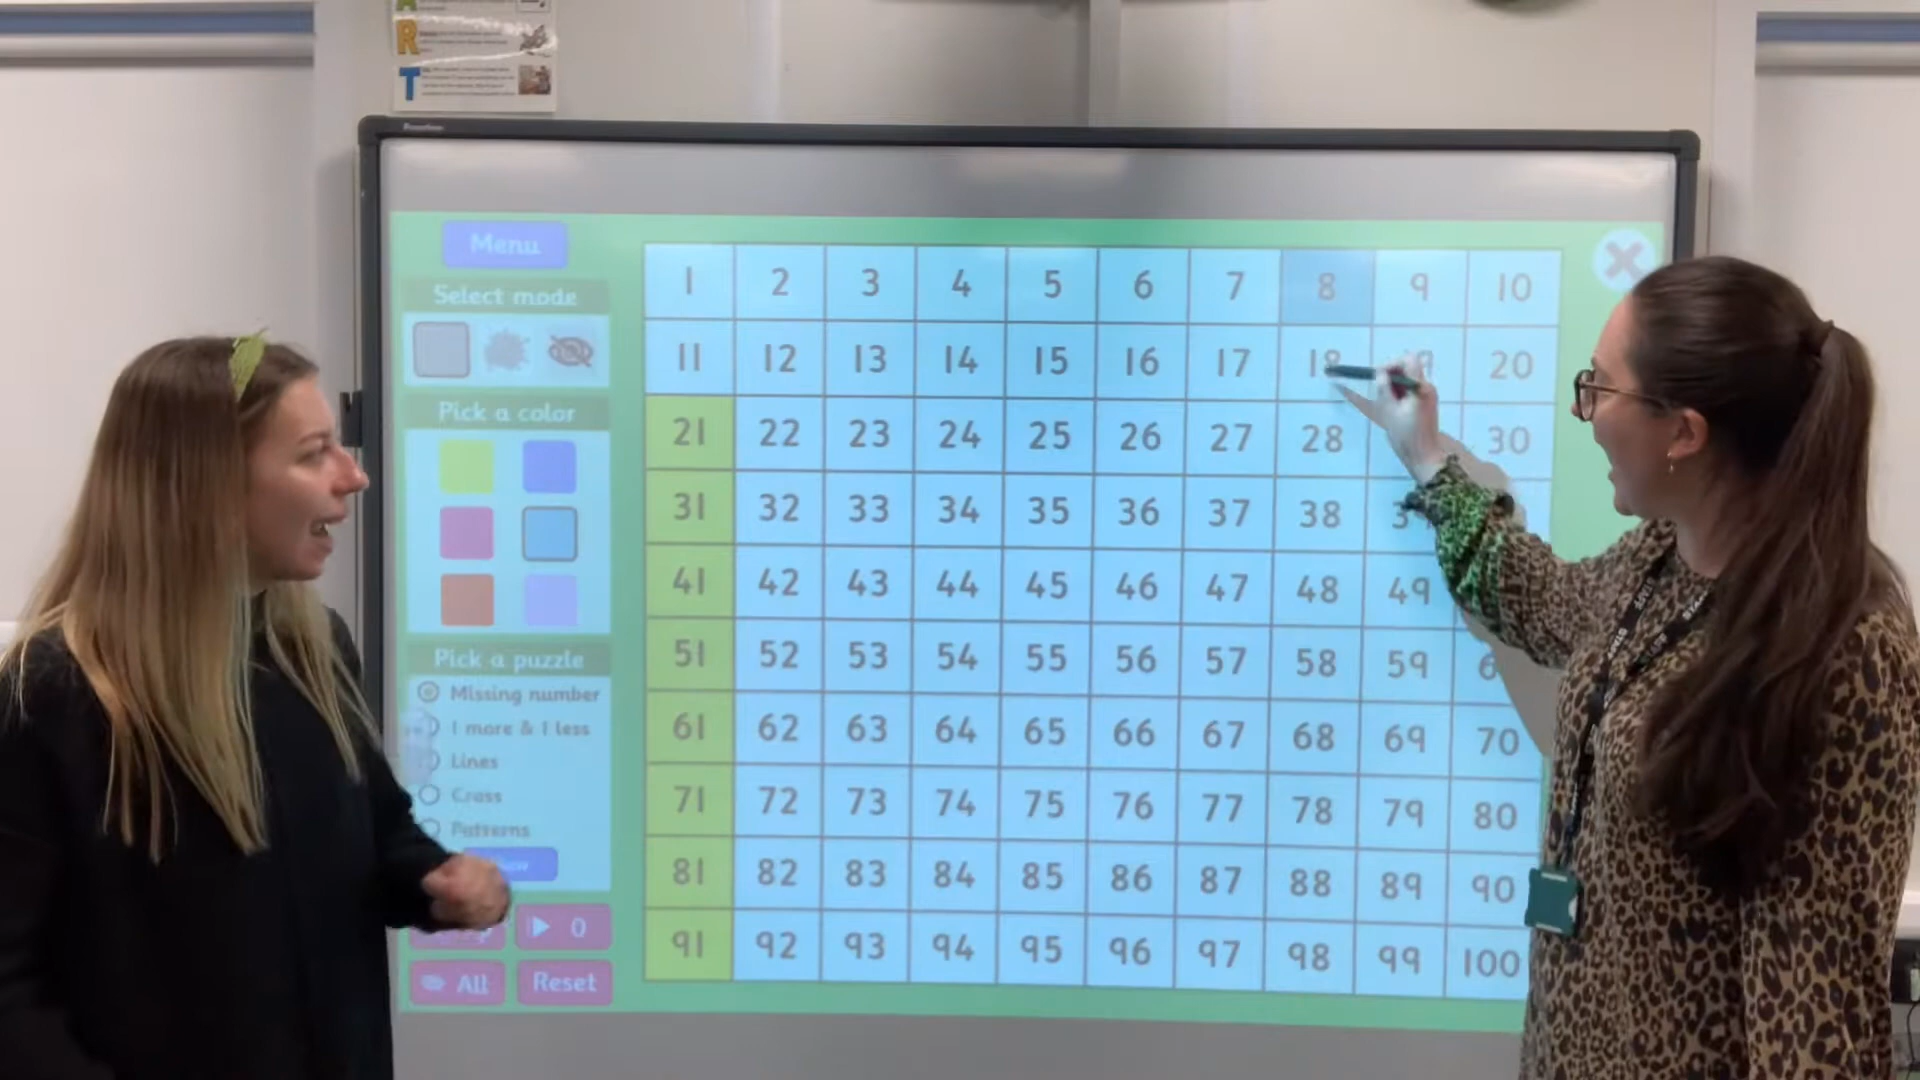 R
T
Menu
Select mode
Pick a color
Pick a puzzle
Missing number
1 more & 1 less
Lines
Cross
Patterns
0
All Reset
1 2 3 4 5 6 7 8 9 10
11 12 13 14 15 16 17 18 19 20
21 22 23 24 25 26 27 28 30
31 32 33 34 35 36 37 38
41 42 43 44 45 46 47 48 49
51 52 53 54 55 56 57 58 59
61 62 63 64 65 66 67 68 69 70
71 72 73 74 75 76 77 78 79 80
81 82 83 84 85 86 87 88 89 90
91 92 93 94 95 96 97 98 99 100